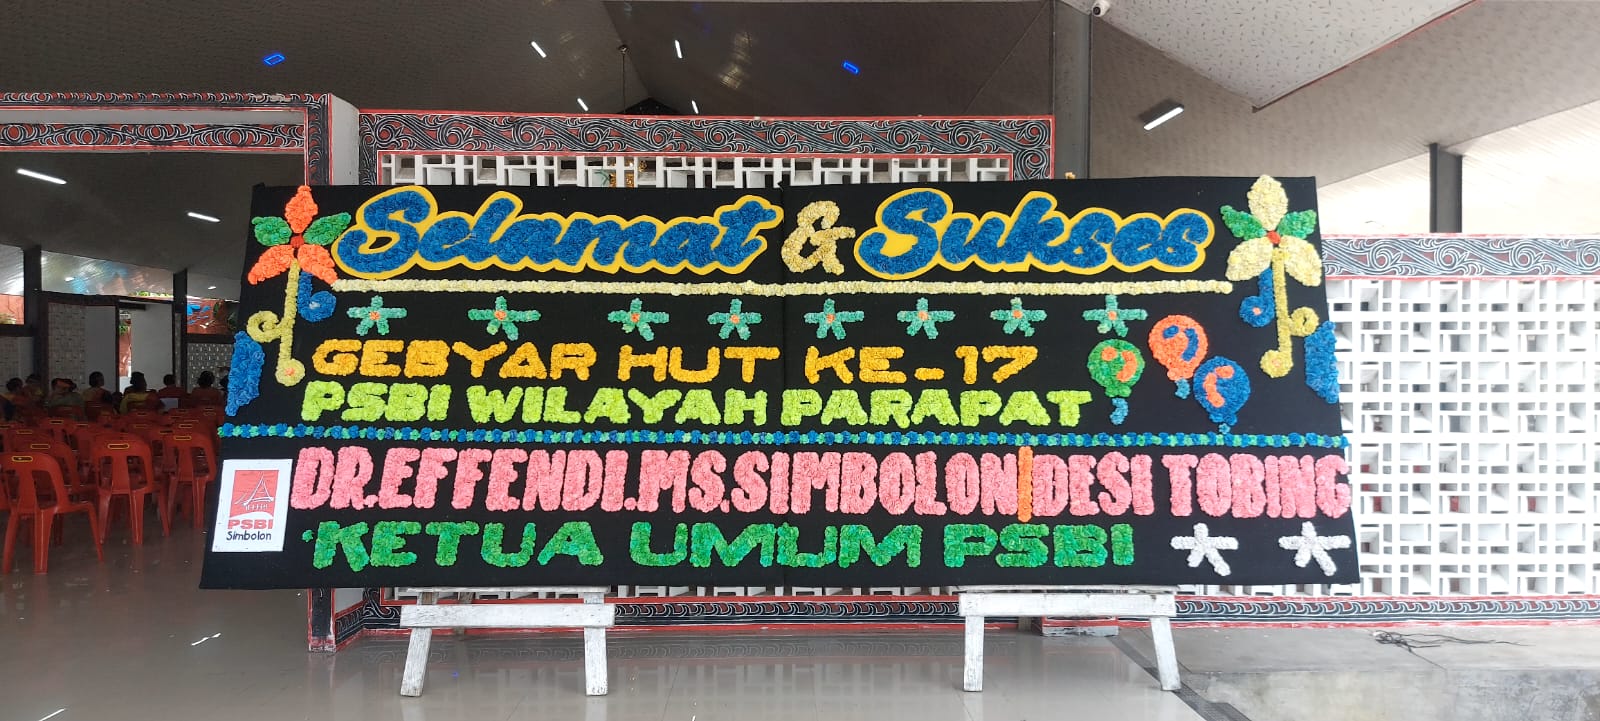 Selamat & Sukses
GEBYAR HUT KE-17
PSBI WILAYAH PARAPAT
DR.EFFENDI.MS.SIMBOLON|DESI TOBING
KETUA UMUM PSBI
PSBI
Simbolon